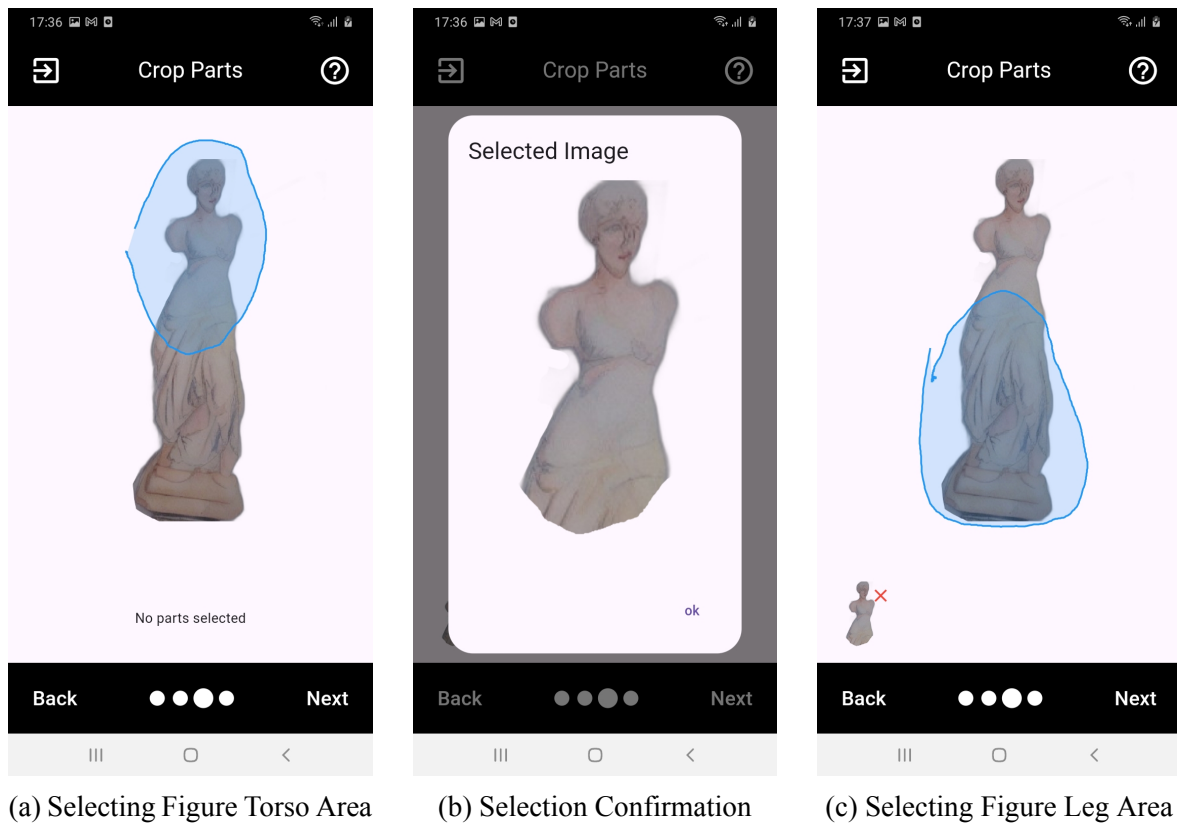 17:36
Crop Parts
No parts selected
Back
Next
17:36
Crop Parts
Selected Image
ok
Back
Next
17:37
Crop Parts
Back
Next
(a) Selecting Figure Torso Area
(b) Selection Confirmation
(c) Selecting Figure Leg Area